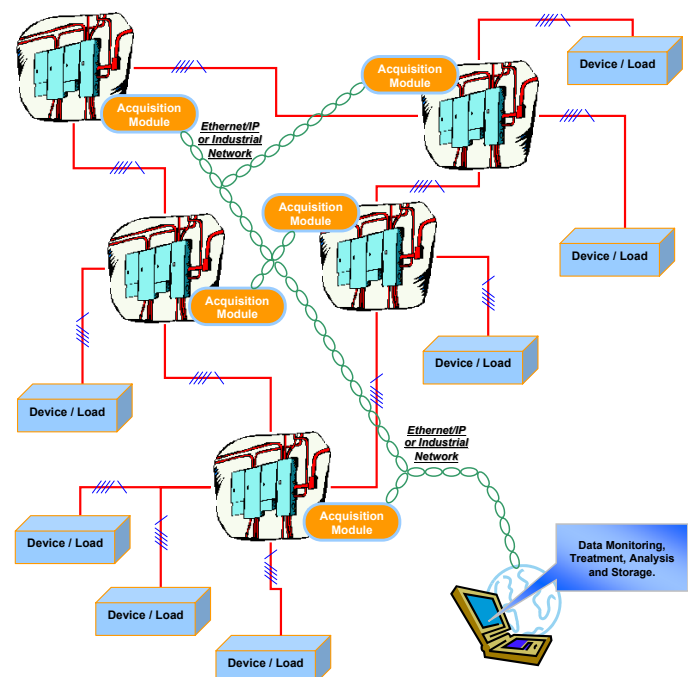 Device / Load
Acquisition
Module
Acquisition
Module
Ethernet/IP
or Industrial
Network
Device / Load
Acquisition
Module
Device / Load
Acquisition
Module
Device / Load
Device / Load
Ethernet/IP
or Industrial
Network
Acquisition
Module
Device / Load
Data Monitoring,
Treatment, Analysis
and Storage.
Device / Load
Device / Load